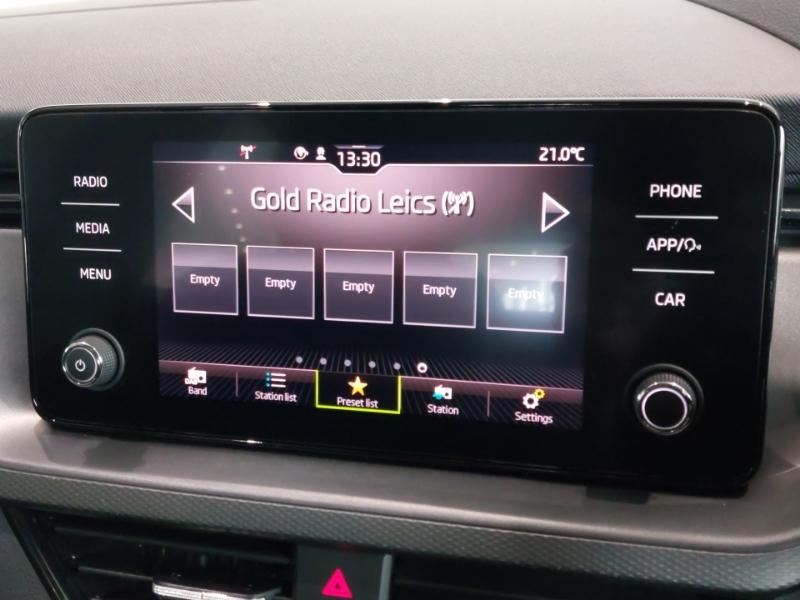 RADIO
MEDIA
MENU
13:30
21.0°C
Gold Radio Leics
Empty
Empty
Empty
Empty
Empty
DAB
Band
Station list
Preset list
Station
Settings
PHONE
APP/
CAR